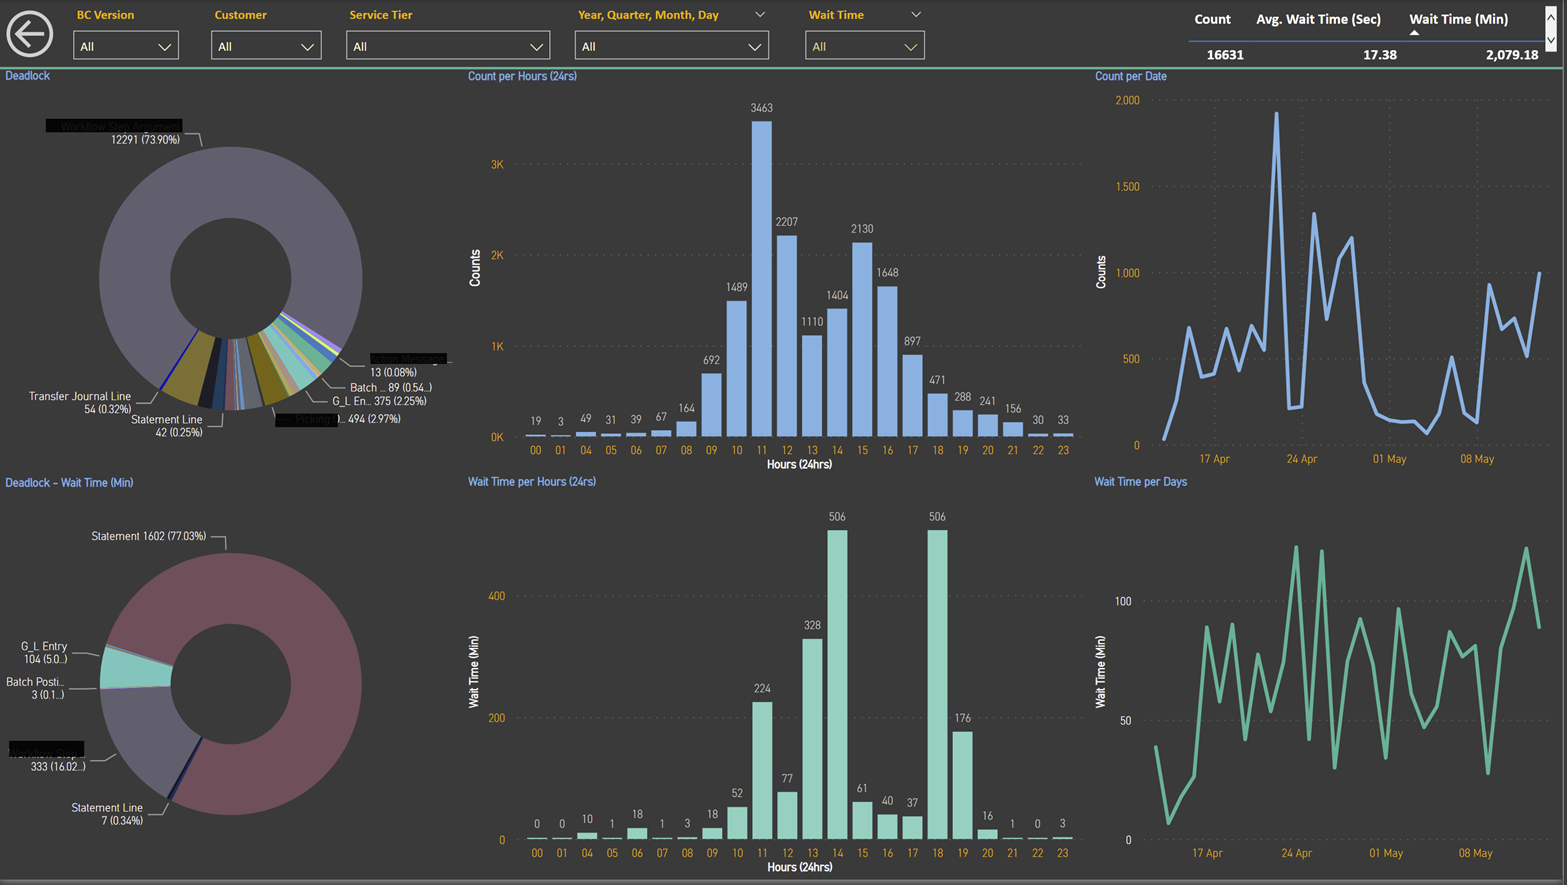 BC Version
Customer
Service Tier
Year, Quarter, Month, Day
Wait Time
All
All
All
All
All
Count
Avg. Wait Time (Sec)
Wait Time (Min)
16631
17.38
2,079.18
Deadlock
Workflow Step Argument
12291 (73.90%)
Action Message
13 (0.08%)
Batch ... 89 (0.54...)
G_L En... 375 (2.25%)
Picking L... 494 (2.97%)
Transfer Journal Line
54 (0.32%)
Statement Line
42 (0.25%)
Count per Hours (24rs)
Counts
3K
2K
1K
0K
19
3
49
31
39
67
164
692
1489
3463
2207
1110
1404
2130
1648
897
471
288
241
156
30
33
00
01
04
05
06
07
08
09
10
11
12
13
14
15
16
17
18
19
20
21
22
23
Hours (24hrs)
Count per Date
Counts
2,000
1,500
1,000
500
0
17 Apr
24 Apr
01 May
08 May
Deadlock - Wait Time (Min)
Statement 1602 (77.03%)
G_L Entry
104 (5.0...)
Batch Posti...
3 (0.1...)
Workflow Step...
333 (16.02...)
Statement Line
7 (0.34%)
Wait Time per Hours (24rs)
Wait Time (Min)
400
200
0
0
0
10
1
18
1
3
18
52
224
77
328
506
61
40
37
506
176
16
1
0
3
00
01
04
05
06
07
08
09
10
11
12
13
14
15
16
17
18
19
20
21
22
23
Hours (24hrs)
Wait Time per Days
Wait Time (Min)
100
50
0
17 Apr
24 Apr
01 May
08 May